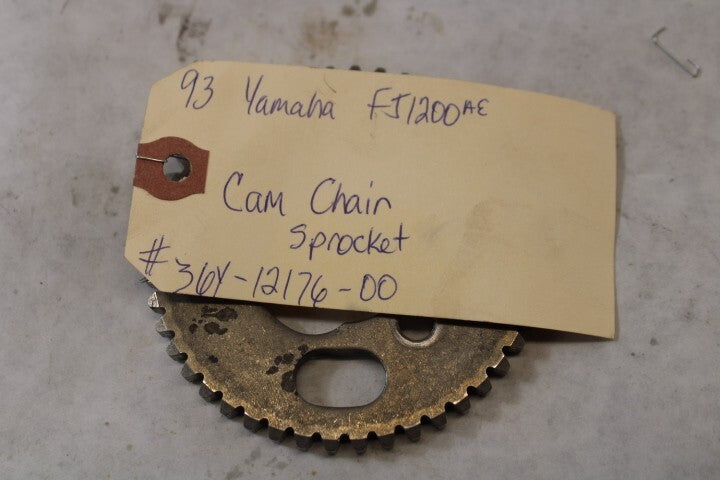 93 Yamaha FJ1200AE
Cam Chain
Sprocket
# 36Y-12176-00